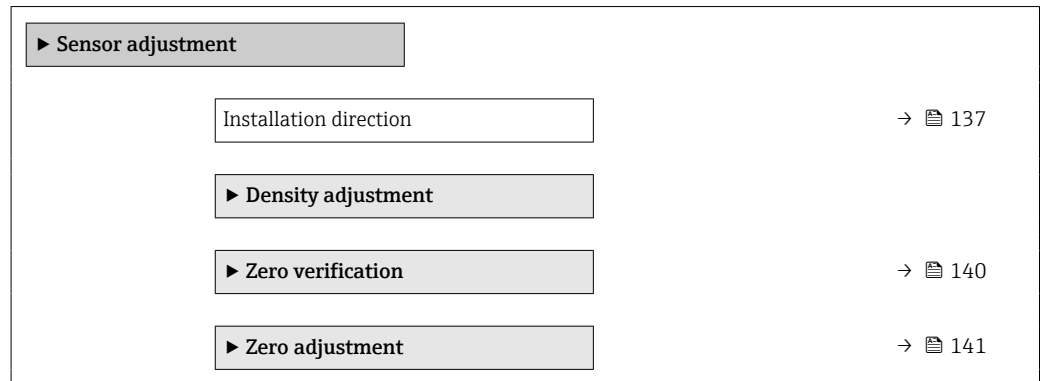 ▶ Sensor adjustment
Installation direction → 🖺 137
▶ Density adjustment
▶ Zero verification → 🖺 140
▶ Zero adjustment → 🖺 141